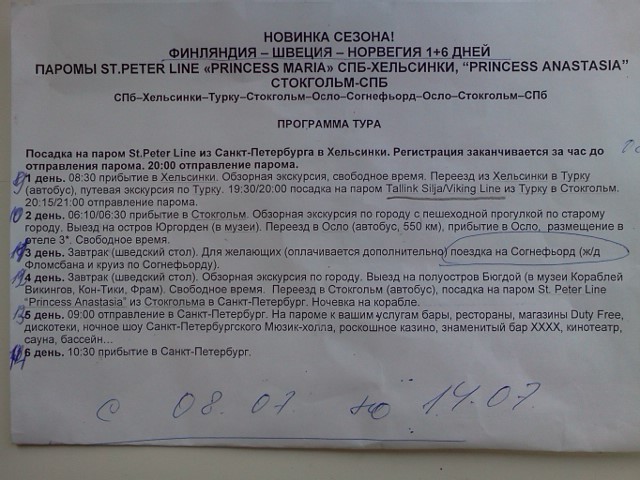 НОВИНКА СЕЗОНА!
ФИНЛЯНДИЯ – ШВЕЦИЯ – НОРВЕГИЯ 1+6 ДНЕЙ
ПАРОМЫ ST.PETER LINE «PRINCESS MARIA» СПБ-ХЕЛЬСИНКИ, “PRINCESS ANASTASIA”
СТОКГОЛЬМ-СПБ
СПб–Хельсинки–Турку–Стокгольм–Осло–Согнефьорд–Осло–Стокгольм–СПб
ПРОГРАММА ТУРА
Посадка на паром St.Peter Line из Санкт-Петербурга в Хельсинки. Регистрация заканчивается за час до
отправления парома. 20:00 отправление парома.
9 1 день. 08:30 прибытие в Хельсинки. Обзорная экскурсия, свободное время. Переезд из Хельсинки в Турку
(автобус), путевая экскурсия по Турку. 19:30/20:00 посадка на паром Tallink Silja/Viking Line из Турку в Стокгольм.
20:15/21:00 отправление парома.
10 2 день. 06:10/06:30 прибытие в Стокгольм. Обзорная экскурсия по городу с пешеходной прогулкой по старому
городу. Выезд на остров Юргорден (в музеи). Переезд в Осло (автобус, 550 км), прибытие в Осло, размещение в
отеле 3*. Свободное время.
3 день. Завтрак (шведский стол). Для желающих (оплачивается дополнительно) поездка на Согнефьорд (ж/д
Фломсбана и круиз по Согнефьорду).
4 день. Завтрак (шведский стол). Обзорная экскурсия по городу. Выезд на полуостров Бюгдой (в музеи Кораблей
Викингов, Кон-Тики, Фрам). Свободное время. Переезд в Стокгольм (автобус), посадка на паром St. Peter Line
“Princess Anastasia” из Стокгольма в Санкт-Петербург. Ночевка на корабле.
5 день. 09:00 отправление в Санкт-Петербург. На пароме к вашим услугам бары, рестораны, магазины Duty Free,
дискотеки, ночное шоу Санкт-Петербургского Мюзик-холла, роскошное казино, знаменитый бар XXXX, кинотеатр,
сауна, бассейн…
6 день. 10:30 прибытие в Санкт-Петербург.
с 08.07 по 14.07.